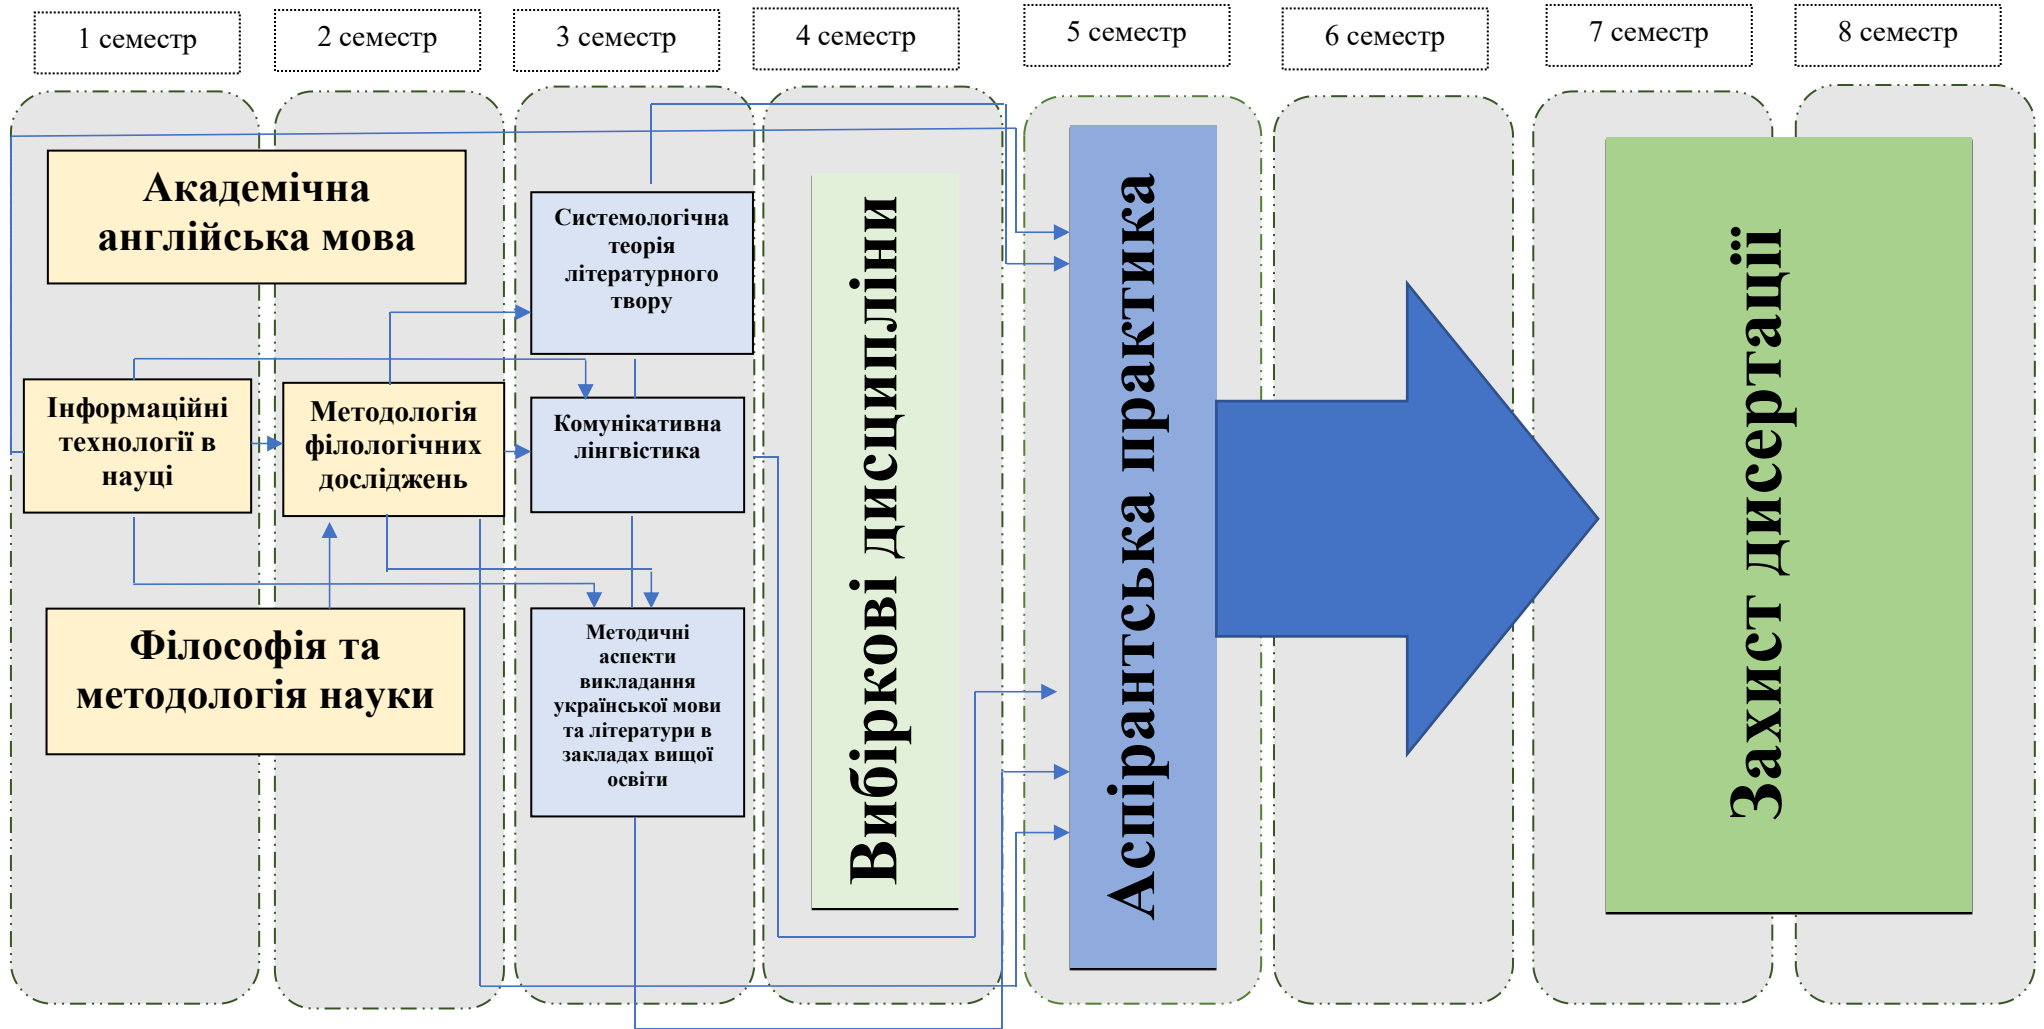 1 семестр
2 семестр
3 семестр
4 семестр
5 семестр
6 семестр
7 семестр
8 семестр
Академічна
англійська мова
Інформаційні
технології в
науці
Методологія
філологічних
досліджень
Філософія та
методологія науки
Системологічна
теорія
літературного
твору
Комунікативна
лінгвістика
Методичні
аспекти
викладання
української мови
та літератури в
закладах вищої
освіти
Вибіркові дисципліни
Аспірантська практика
Захист дисертації